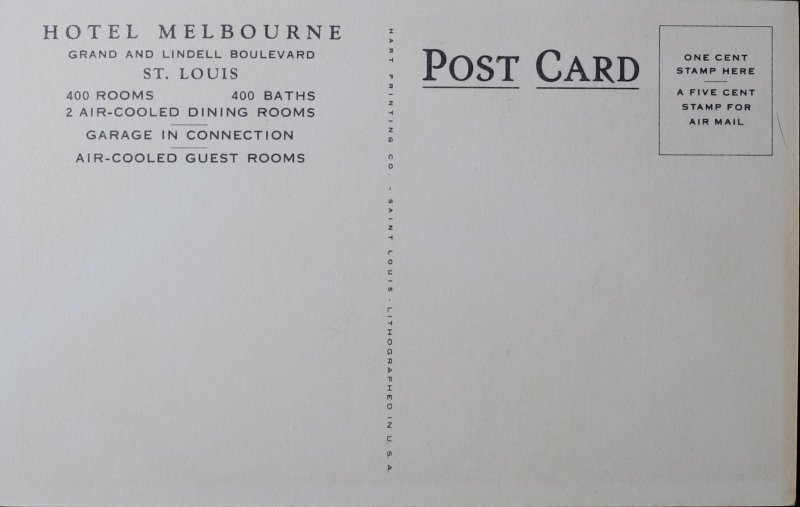 HOTEL MELBOURNE
GRAND AND LINDELL BOULEVARD
ST. LOUIS
400 ROOMS 400 BATHS
2 AIR-COOLED DINING ROOMS
GARAGE IN CONNECTION
AIR-COOLED GUEST ROOMS
HART PRINTING CO. · SAINT LOUIS · LITHOGRAPHED IN U. S. A.
POST CARD
ONE CENT
STAMP HERE
A FIVE CENT
STAMP FOR
AIR MAIL